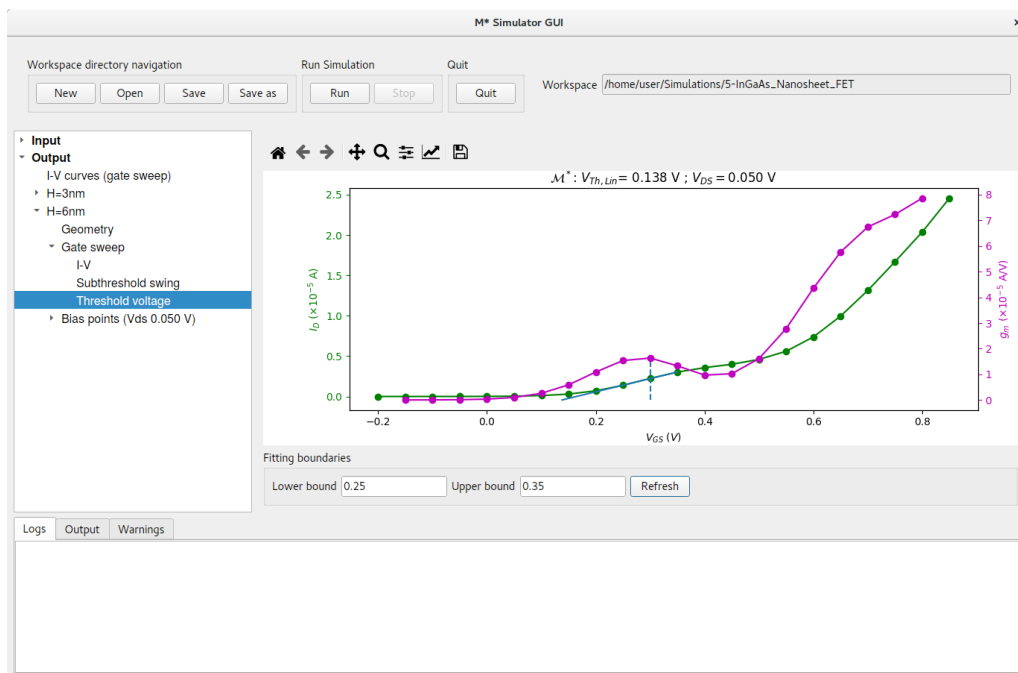 M* Simulator GUI
Workspace directory navigation
Run Simulation
Quit
New
Open
Save
Save as
Run
Stop
Quit
Workspace
/home/user/Simulations/5-InGaAs_Nanosheet_FET
Input
Output
I-V curves (gate sweep)
H=3nm
H=6nm
Geometry
Gate sweep
I-V
Subthreshold swing
Threshold voltage
Bias points (Vds 0.050 V)
ℳ*: V_Th, Lin = 0.138 V ; V_DS = 0.050 V
2.5
2.0
1.5
1.0
0.5
0.0
I_D (×10⁻⁵ A)
8
7
6
5
4
3
2
1
0
g_m (×10⁻⁵ A/V)
−0.2
0.0
0.2
0.4
0.6
0.8
V_GS (V)
Fitting boundaries
Lower bound 0.25
Upper bound 0.35
Refresh
Logs
Output
Warnings